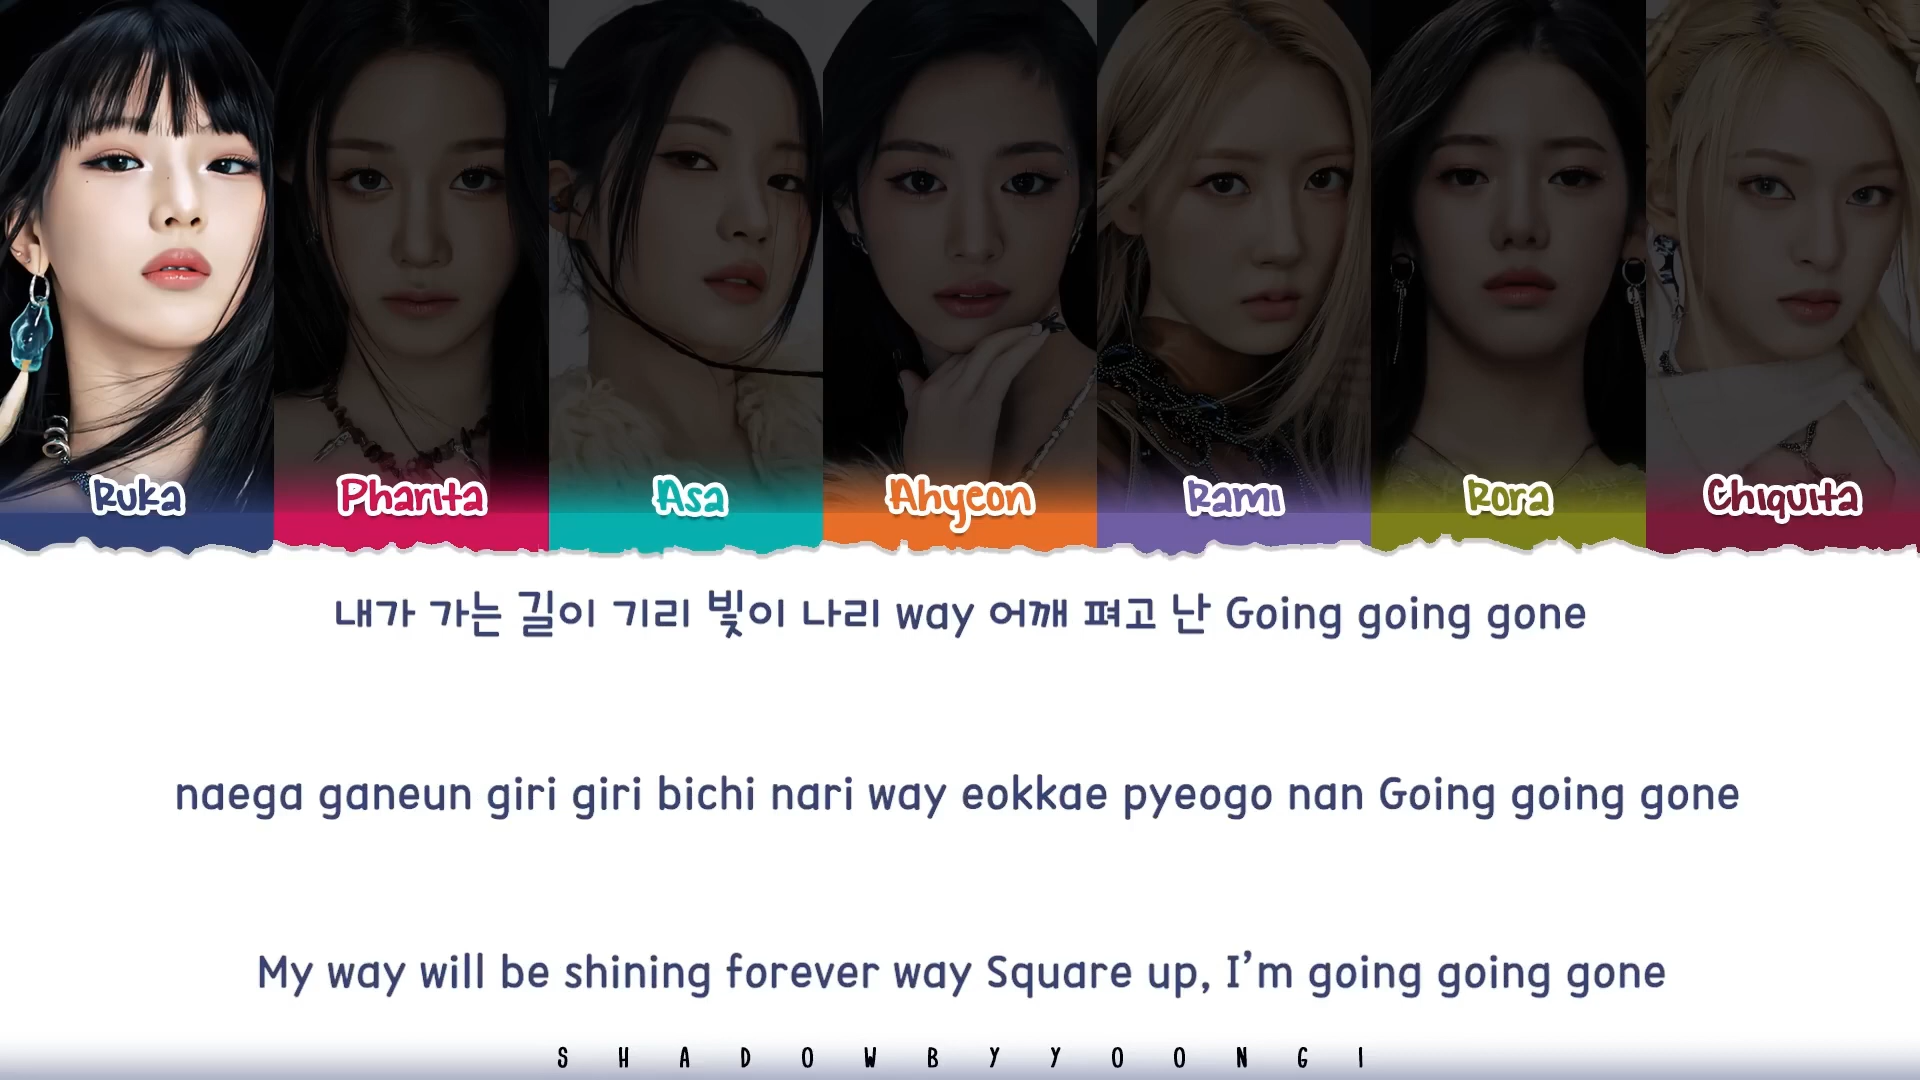 Ruka Pharita Asa Ahyeon Rami Rora Chiquita
내가 가는 길이 기리 빛이 나리 way 어깨 펴고 난 Going going gone
naega ganeun giri giri bichi nari way eokkae pyeogo nan Going going gone
My way will be shining forever way Square up, I’m going going gone
SHADOWBYYOONGI